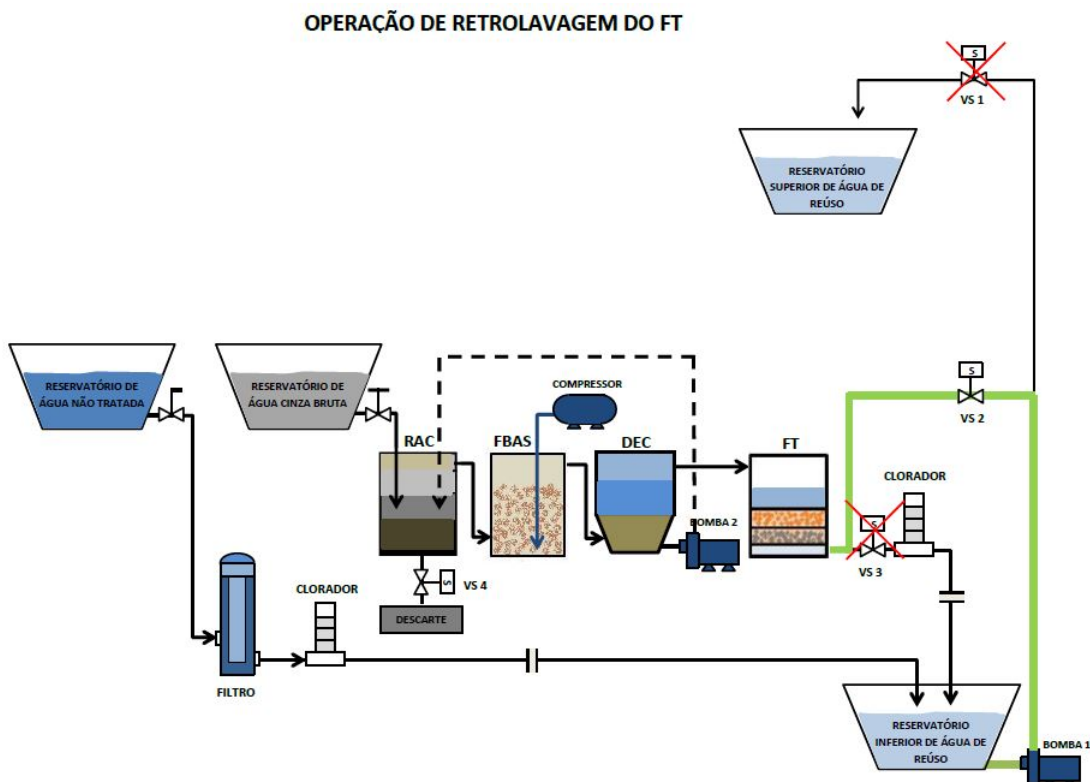 OPERAÇÃO DE RETROLAVAGEM DO FT
S
VS 1
RESERVATÓRIO
SUPERIOR DE ÁGUA DE
REÚSO
RESERVATÓRIO DE
ÁGUA NÃO TRATADA
RESERVATÓRIO DE
ÁGUA CINZA BRUTA
COMPRESSOR
S
VS 2
RAC
FBAS
DEC
FT
CLORADOR
BOMBA 2
S
VS 3
S
VS 4
DESCARTE
CLORADOR
FILTRO
RESERVATÓRIO
INFERIOR DE ÁGUA DE
REÚSO
BOMBA 1